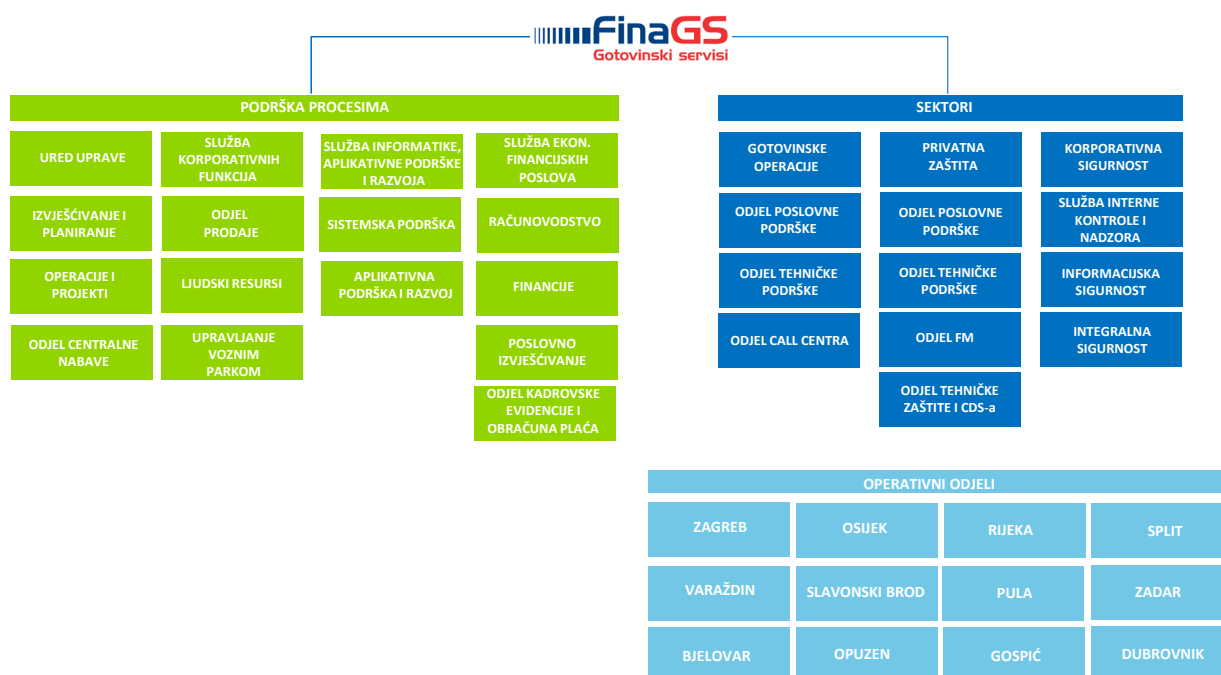 FinaGS
Gotovinski servisi
PODRŠKA PROCESIMA
URED UPRAVE
IZVJEŠĆIVANJE I
PLANIRANJE
OPERACIJE I
PROJEKTI
ODJEL CENTRALNE
NABAVE
SLUŽBA
KORPORATIVNIH
FUNKCIJA
ODJEL
PRODAJE
LJUDSKI RESURSI
UPRAVLJANJE
VOZNIM
PARKOM
SLUŽBA INFORMATIKE,
APLIKATIVNE PODRŠKE
I RAZVOJA
SISTEMSKA PODRŠKA
APLIKATIVNA
PODRŠKA I RAZVOJ
SLUŽBA EKON.
FINANCIJSKIH
POSLOVA
RAČUNOVODSTVO
FINANCIJE
POSLOVNO
IZVJEŠĆIVANJE
ODJEL KADROVSKE
EVIDENCIJE I
OBRAČUNA PLAĆA
SEKTORI
GOTOVINSKE
OPERACIJE
ODJEL POSLOVNE
PODRŠKE
ODJEL TEHNIČKE
PODRŠKE
ODJEL CALL CENTRA
PRIVATNA
ZAŠTITA
ODJEL POSLOVNE
PODRŠKE
ODJEL TEHNIČKE
PODRŠKE
ODJEL FM
ODJEL TEHNIČKE
ZAŠTITE I CDS-a
KORPORATIVNA
SIGURNOST
SLUŽBA INTERNE
KONTROLE I
NADZORA
INFORMACIJSKA
SIGURNOST
INTEGRALNA
SIGURNOST
OPERATIVNI ODJELI
ZAGREB
OSIJEK
RIJEKA
SPLIT
VARAŽDIN
SLAVONSKI BROD
PULA
ZADAR
BJELOVAR
OPUZEN
GOSPIĆ
DUBROVNIK